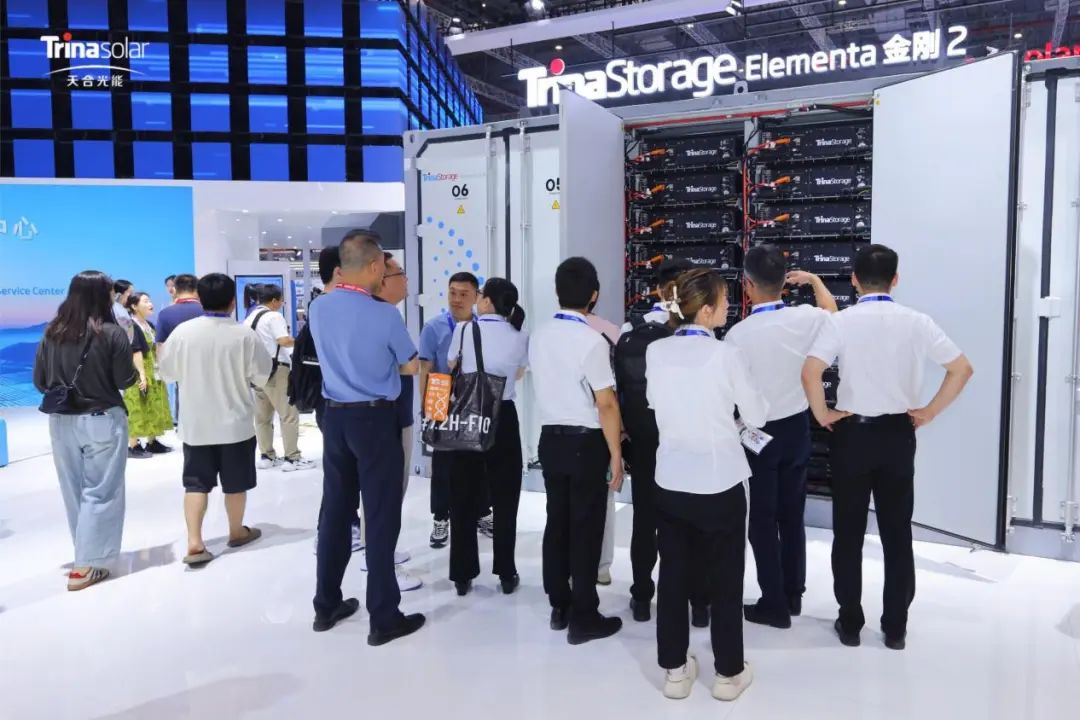 Trinasolar
天合光能
TrinaStorage Elementa 金刚 2
TrinaStorage
06
05
TrinaStorage
TrinaStorage
TrinaStorage
TrinaStorage
TrinaStorage
TrinaStorage
TrinaStorage
TrinaStorage
中心
Service Center